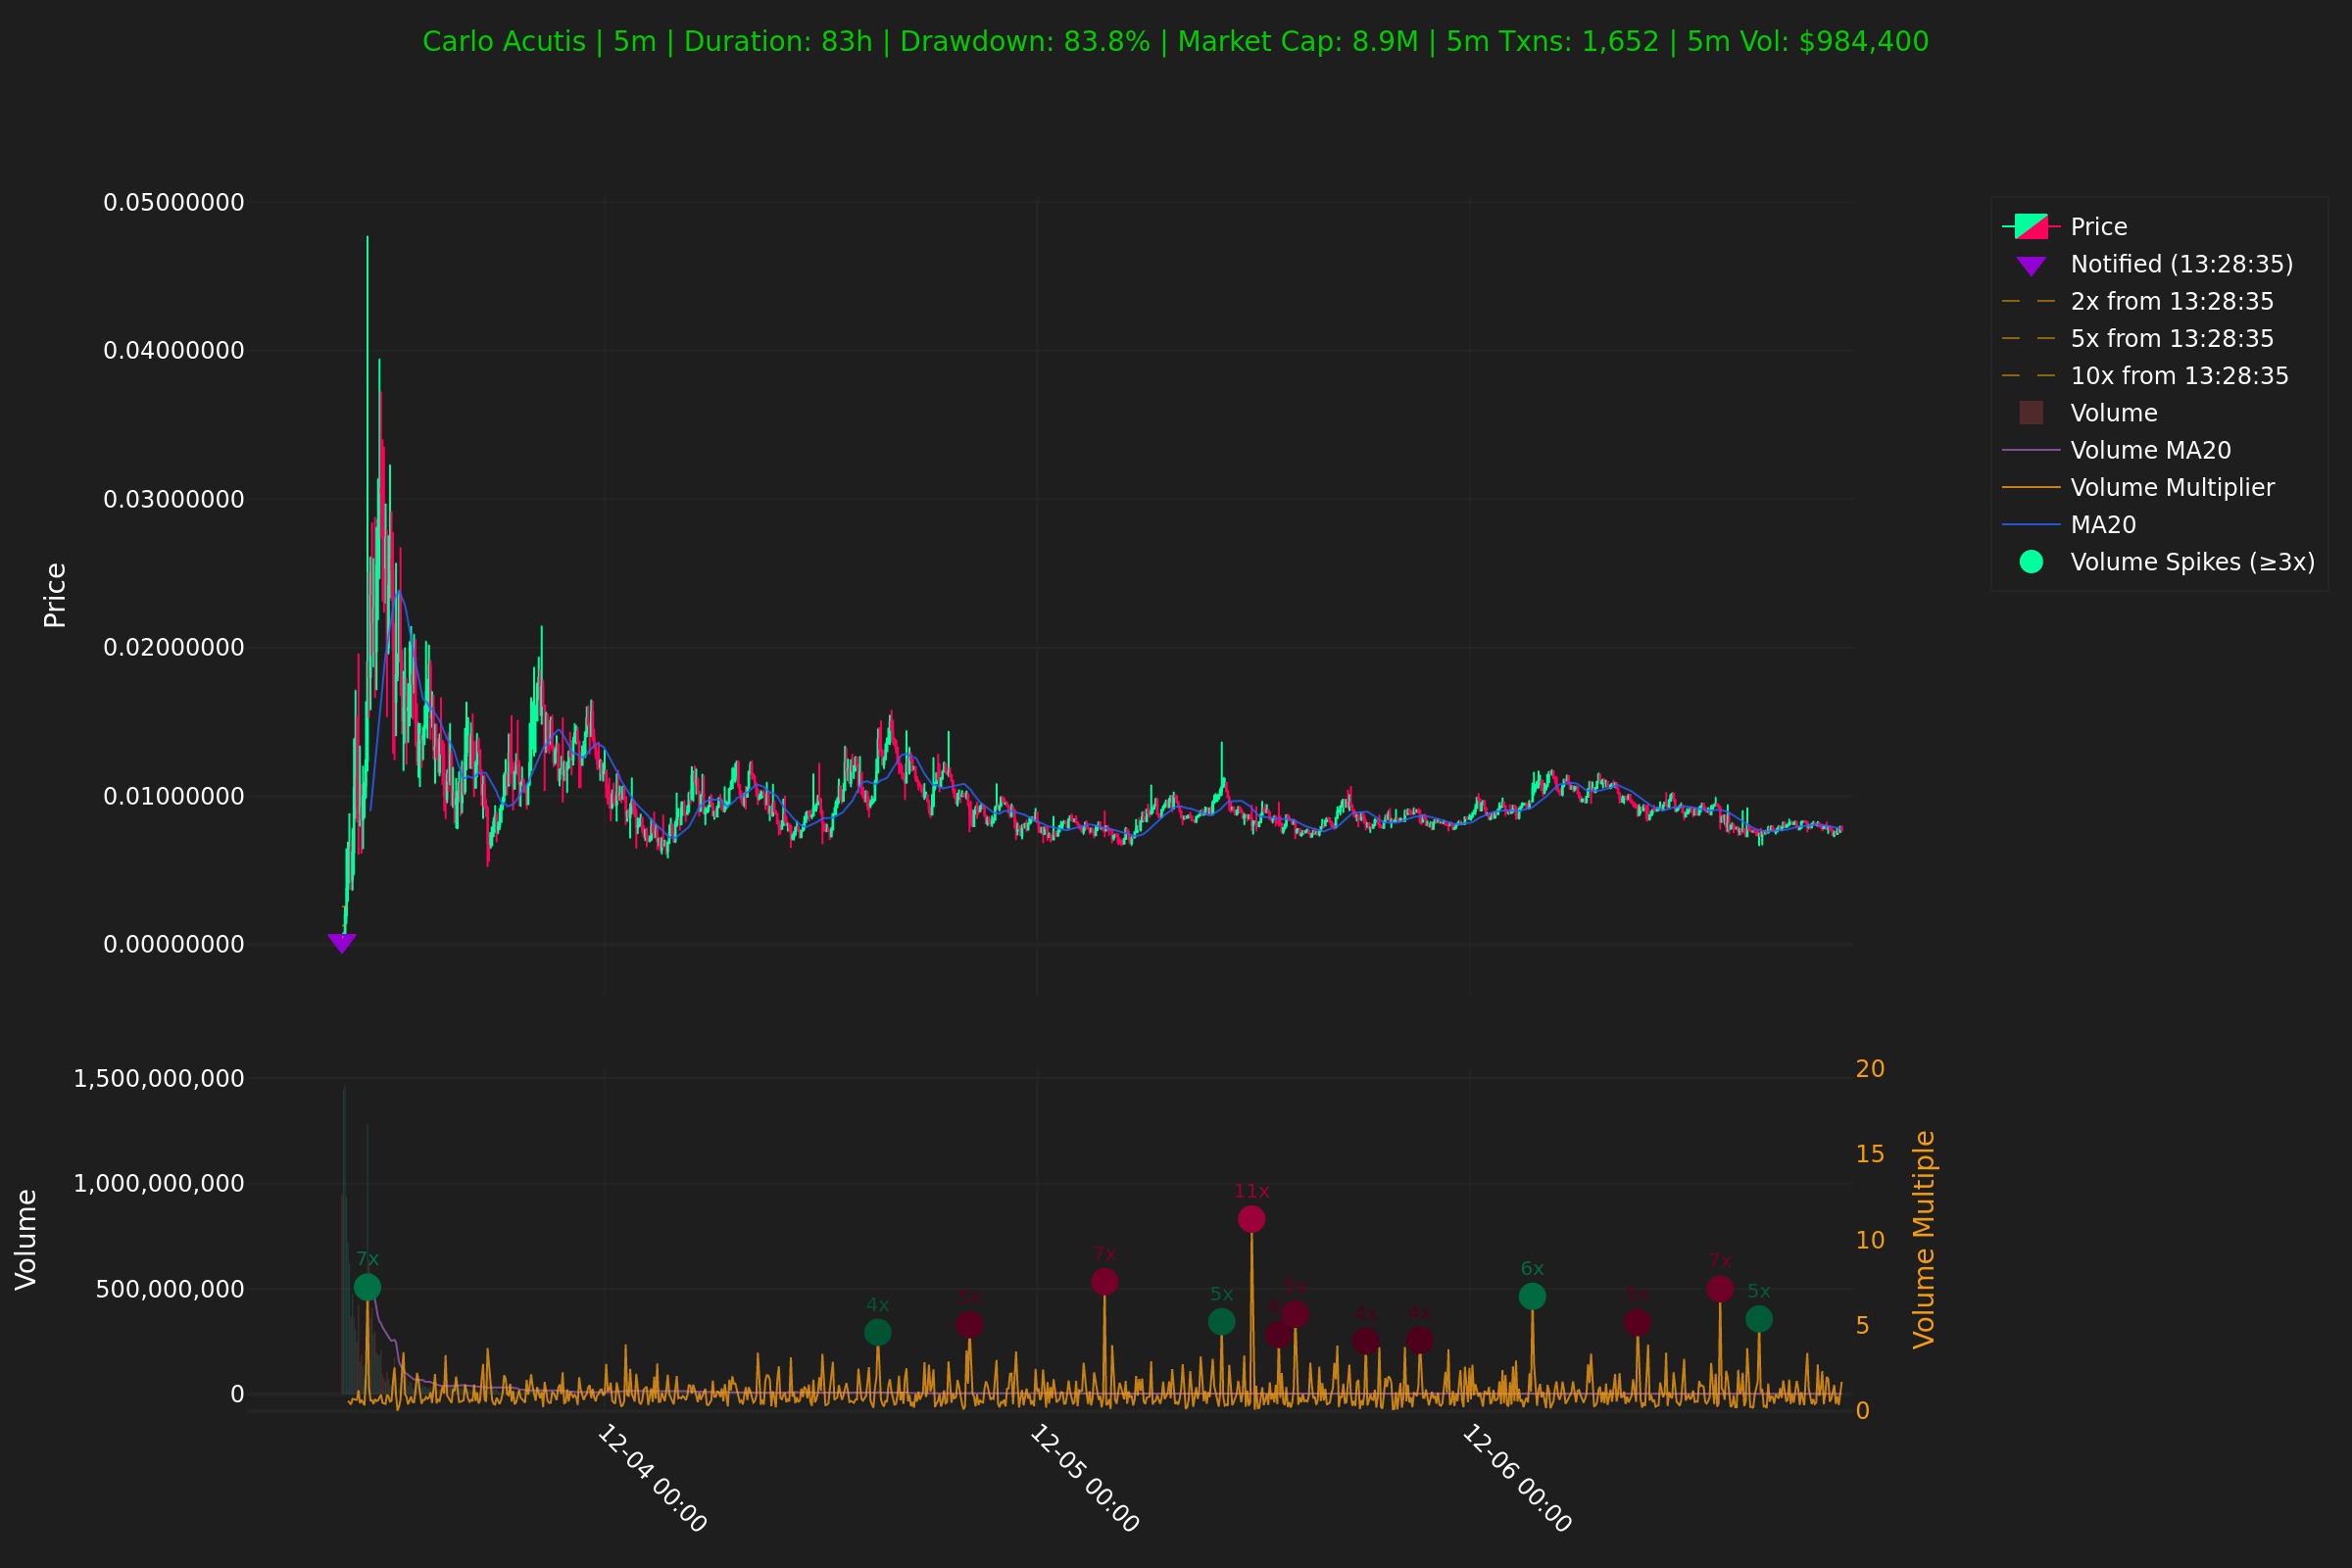 Carlo Acutis | 5m | Duration: 83h | Drawdown: 83.8% | Market Cap: 8.9M | 5m Txns: 1,652 | 5m Vol: $984,400
0.05000000
0.04000000
0.03000000
0.02000000
0.01000000
0.00000000
Price
Price
Notified (13:28:35)
2x from 13:28:35
5x from 13:28:35
10x from 13:28:35
Volume
Volume MA20
Volume Multiplier
MA20
Volume Spikes (≥3x)
1,500,000,000
1,000,000,000
500,000,000
0
Volume
7x
4x
5x
7x
5x
11x
5x
4x
4x
6x
5x
7x
5x
20
15
10
5
0
Volume Multiple
12-04 00:00
12-05 00:00
12-06 00:00